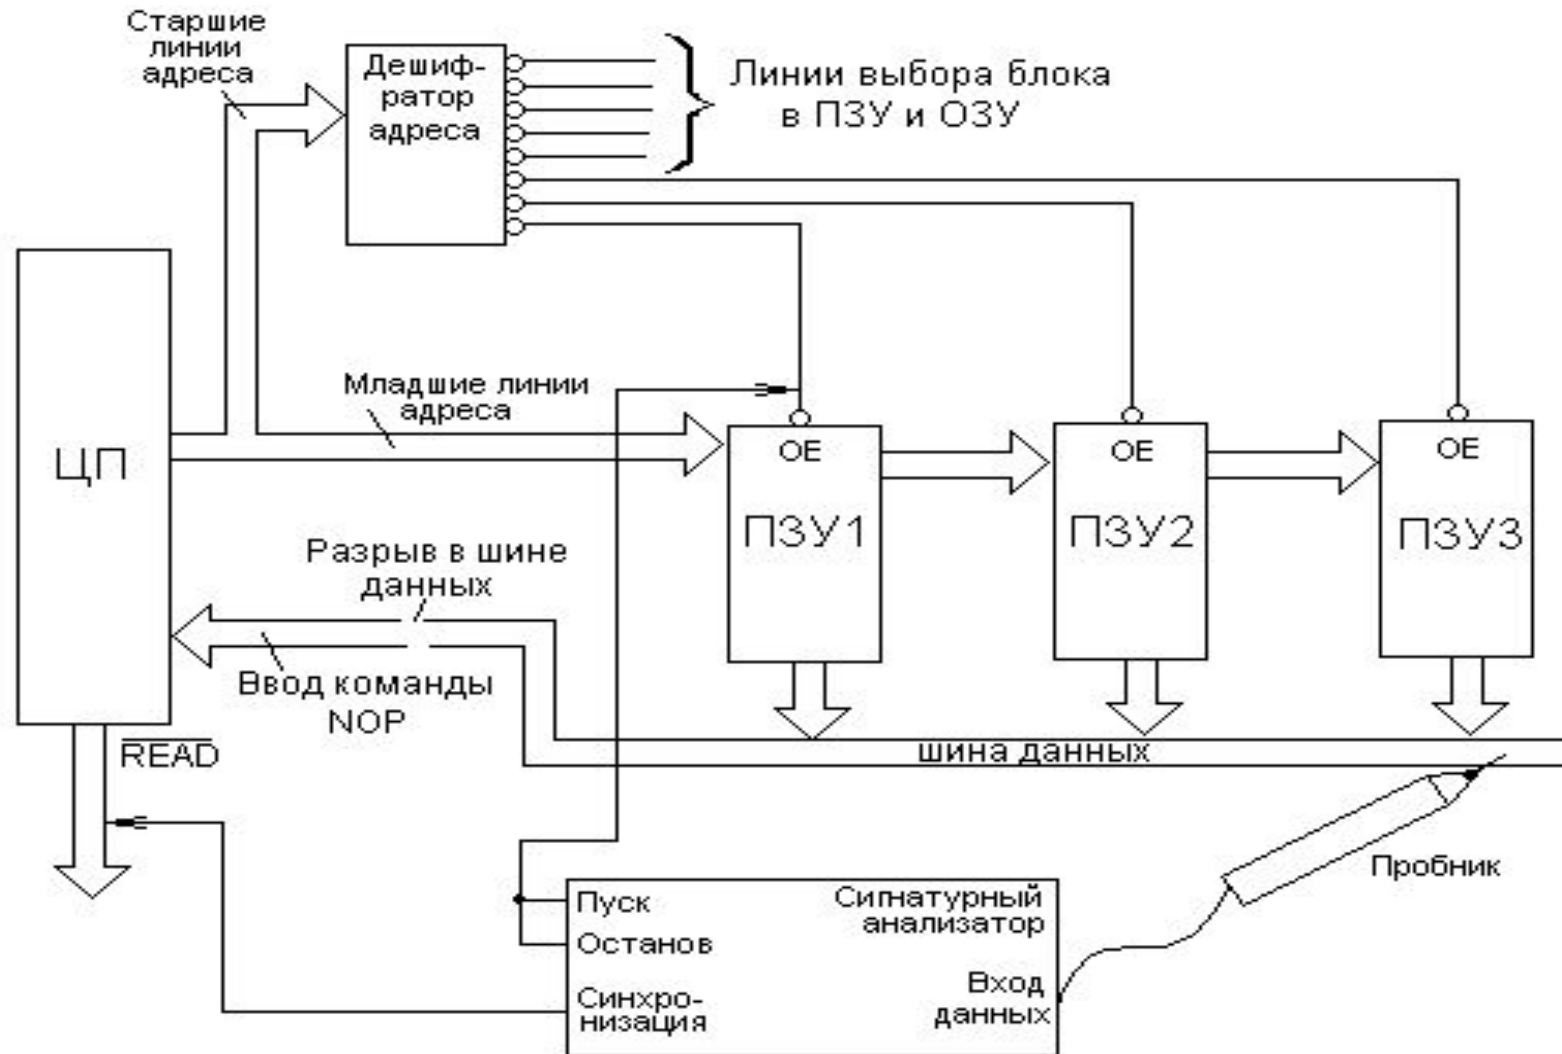 Старшие
линии
адреса
Дешиф-
ратор
адреса
Линии выбора блока
в ПЗУ и ОЗУ
Младшие линии
адреса
ЦП
OE
ПЗУ1
OE
ПЗУ2
OE
ПЗУ3
Разрыв в шине
данных
Ввод команды
NOP
READ
шина данных
Пробник
Пуск
Останов
Синхро-
низация
Сигнатурный
анализатор
Вход
данных